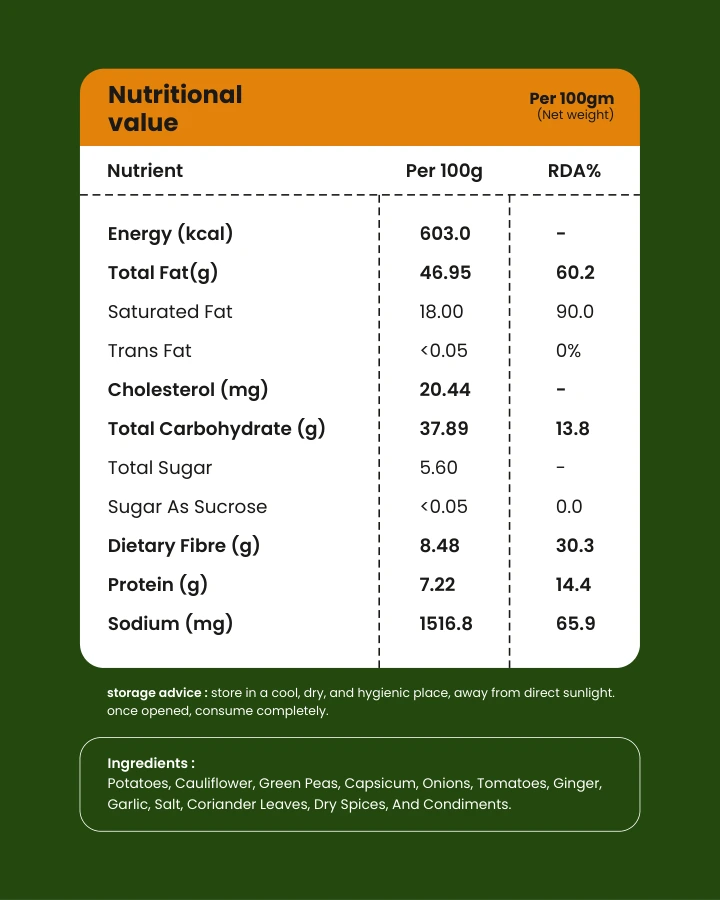 Nutritional
value
Per 100gm
(Net weight)
Nutrient Per 100g RDA%
Energy (kcal) 603.0 -
Total Fat(g) 46.95 60.2
Saturated Fat 18.00 90.0
Trans Fat <0.05 0%
Cholesterol (mg) 20.44 -
Total Carbohydrate (g) 37.89 13.8
Total Sugar 5.60 -
Sugar As Sucrose <0.05 0.0
Dietary Fibre (g) 8.48 30.3
Protein (g) 7.22 14.4
Sodium (mg) 1516.8 65.9
storage advice : store in a cool, dry, and hygienic place, away from direct sunlight.
once opened, consume completely.
Ingredients :
Potatoes, Cauliflower, Green Peas, Capsicum, Onions, Tomatoes, Ginger,
Garlic, Salt, Coriander Leaves, Dry Spices, And Condiments.